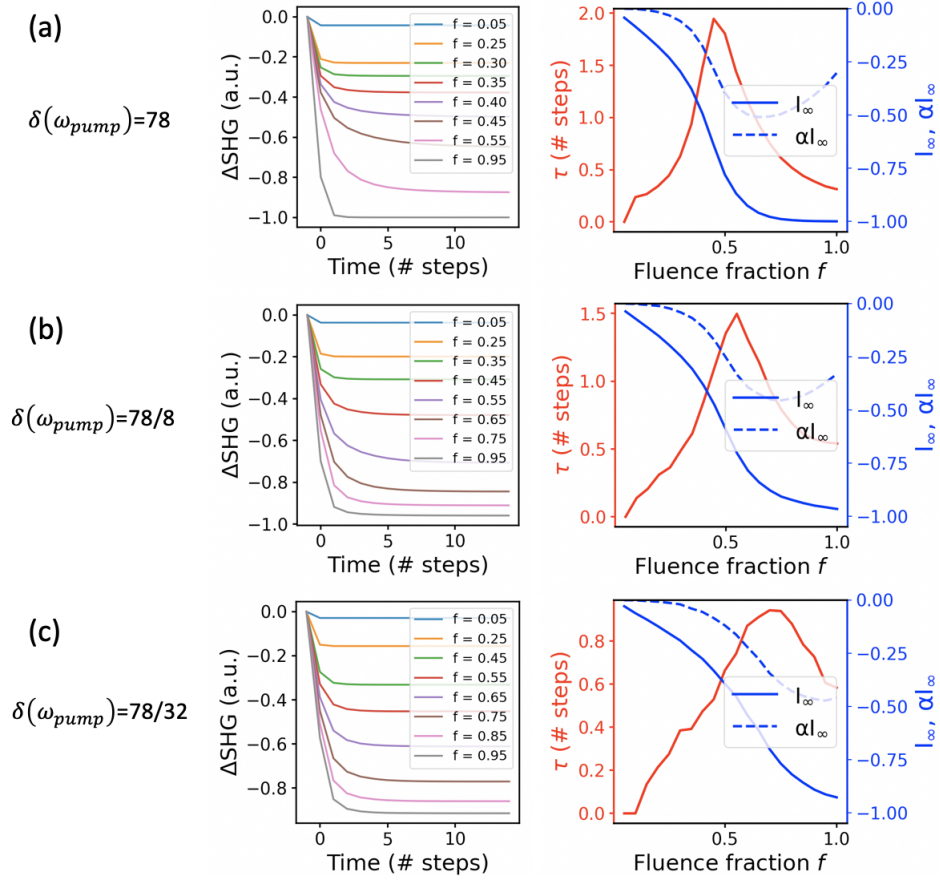 (a)
δ(ω_pump)=78
ΔSHG (a.u.)
0.0
−0.2
−0.4
−0.6
−0.8
−1.0
f = 0.05
f = 0.25
f = 0.30
f = 0.35
f = 0.40
f = 0.45
f = 0.55
f = 0.95
0 5 10
Time (# steps)
τ (# steps)
2.0
1.5
1.0
0.5
0.0
I∞
αI∞
0.00
−0.25
−0.50
−0.75
−1.00
I∞, αI∞
0.5 1.0
Fluence fraction f
(b)
δ(ω_pump)=78/8
ΔSHG (a.u.)
0.0
−0.2
−0.4
−0.6
−0.8
−1.0
f = 0.05
f = 0.25
f = 0.35
f = 0.45
f = 0.55
f = 0.65
f = 0.75
f = 0.95
0 5 10
Time (# steps)
τ (# steps)
1.5
1.0
0.5
0.0
I∞
αI∞
0.00
−0.25
−0.50
−0.75
−1.00
I∞, αI∞
0.5 1.0
Fluence fraction f
(c)
δ(ω_pump)=78/32
ΔSHG (a.u.)
0.0
−0.2
−0.4
−0.6
−0.8
f = 0.05
f = 0.25
f = 0.45
f = 0.55
f = 0.65
f = 0.75
f = 0.85
f = 0.95
0 5 10
Time (# steps)
τ (# steps)
0.8
0.6
0.4
0.2
0.0
I∞
αI∞
0.00
−0.25
−0.50
−0.75
−1.00
I∞, αI∞
0.5 1.0
Fluence fraction f